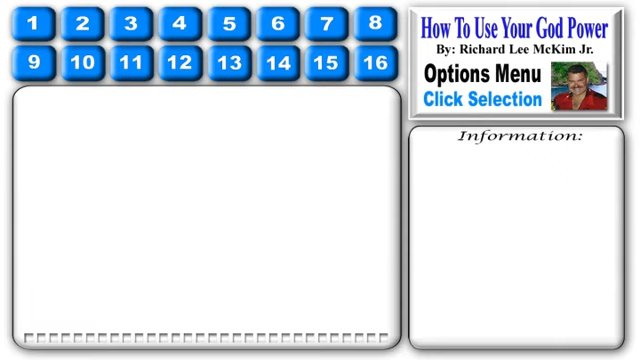 1 2 3 4 5 6 7 8
9 10 11 12 13 14 15 16
How To Use Your God Power
By: Richard Lee McKim Jr.
Options Menu
Click Selection
Information: